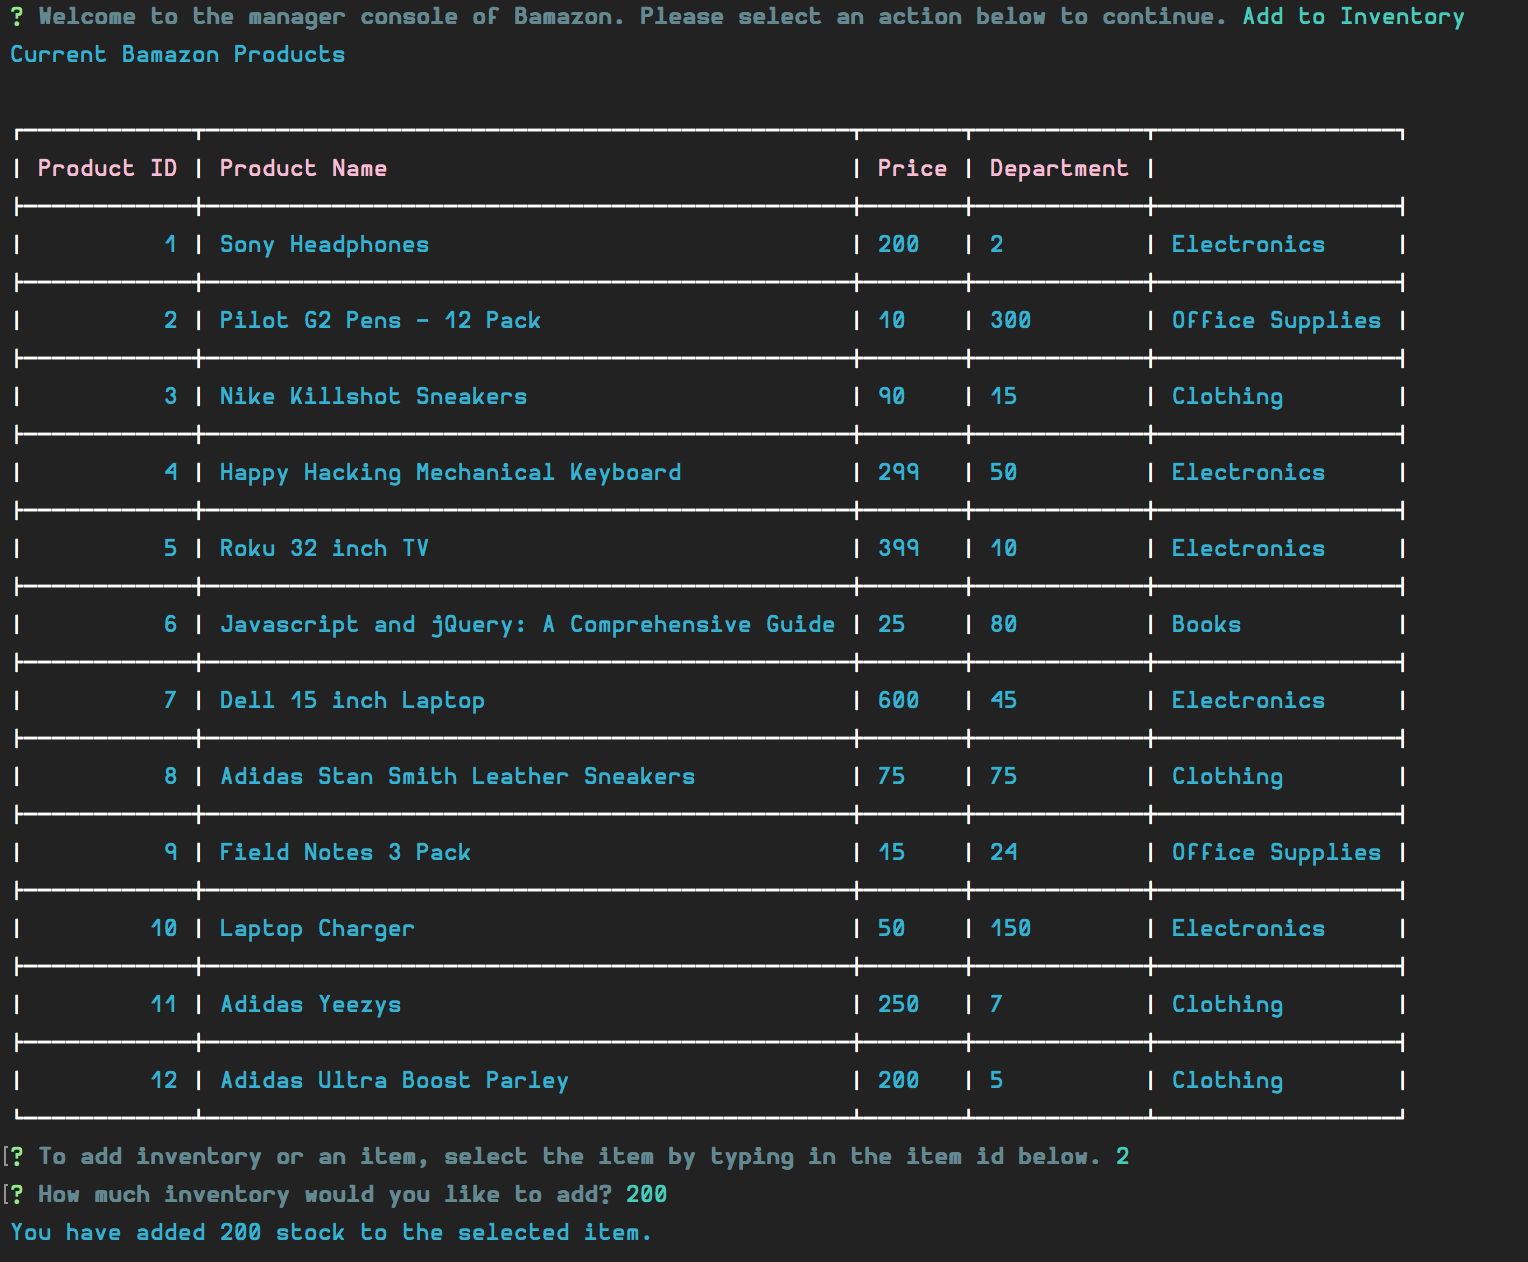 ? Welcome to the manager console of Bamazon. Please select an action below to continue. Add to Inventory
Current Bamazon Products
Product ID | Product Name | Price | Department |
1 | Sony Headphones | 200 | 2 | Electronics
2 | Pilot G2 Pens - 12 Pack | 10 | 300 | Office Supplies
3 | Nike Killshot Sneakers | 90 | 15 | Clothing
4 | Happy Hacking Mechanical Keyboard | 299 | 50 | Electronics
5 | Roku 32 inch TV | 399 | 10 | Electronics
6 | Javascript and jQuery: A Comprehensive Guide | 25 | 80 | Books
7 | Dell 15 inch Laptop | 600 | 45 | Electronics
8 | Adidas Stan Smith Leather Sneakers | 75 | 75 | Clothing
9 | Field Notes 3 Pack | 15 | 24 | Office Supplies
10 | Laptop Charger | 50 | 150 | Electronics
11 | Adidas Yeezys | 250 | 7 | Clothing
12 | Adidas Ultra Boost Parley | 200 | 5 | Clothing
[? To add inventory or an item, select the item by typing in the item id below. 2
[? How much inventory would you like to add? 200
You have added 200 stock to the selected item.